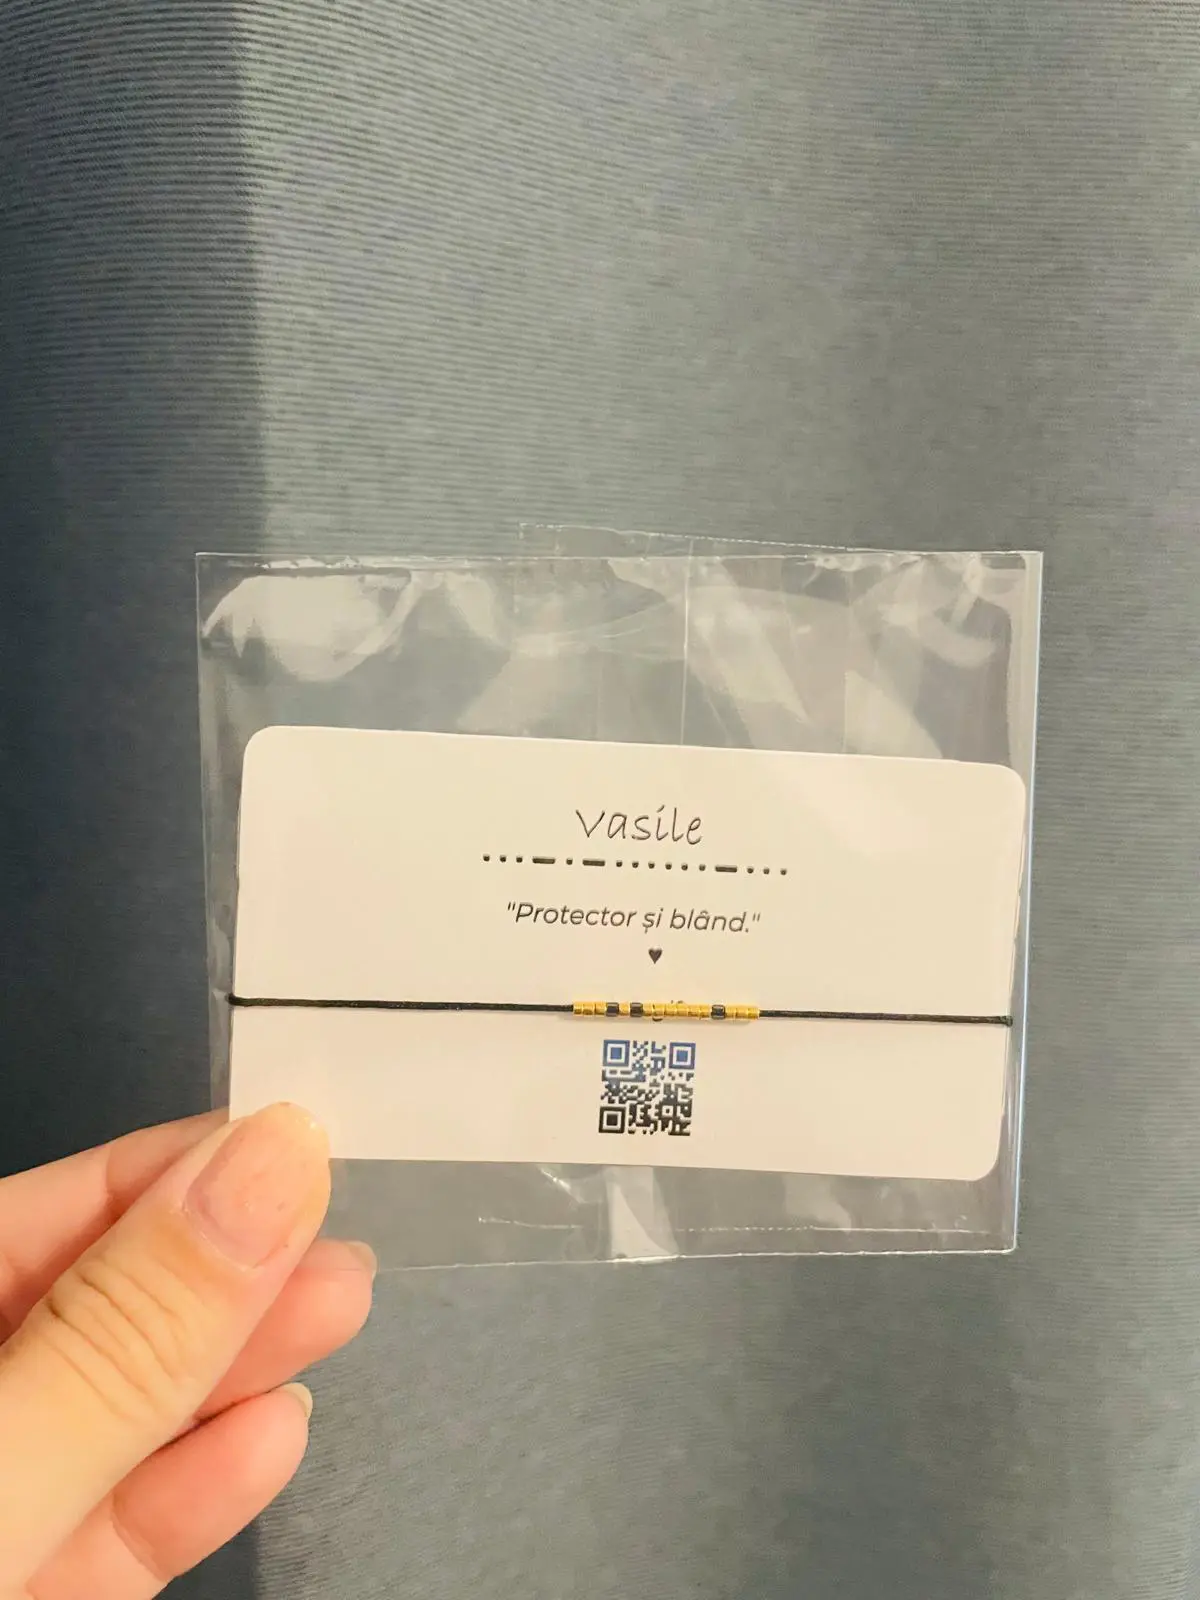 Vasile
"Protector și blând."